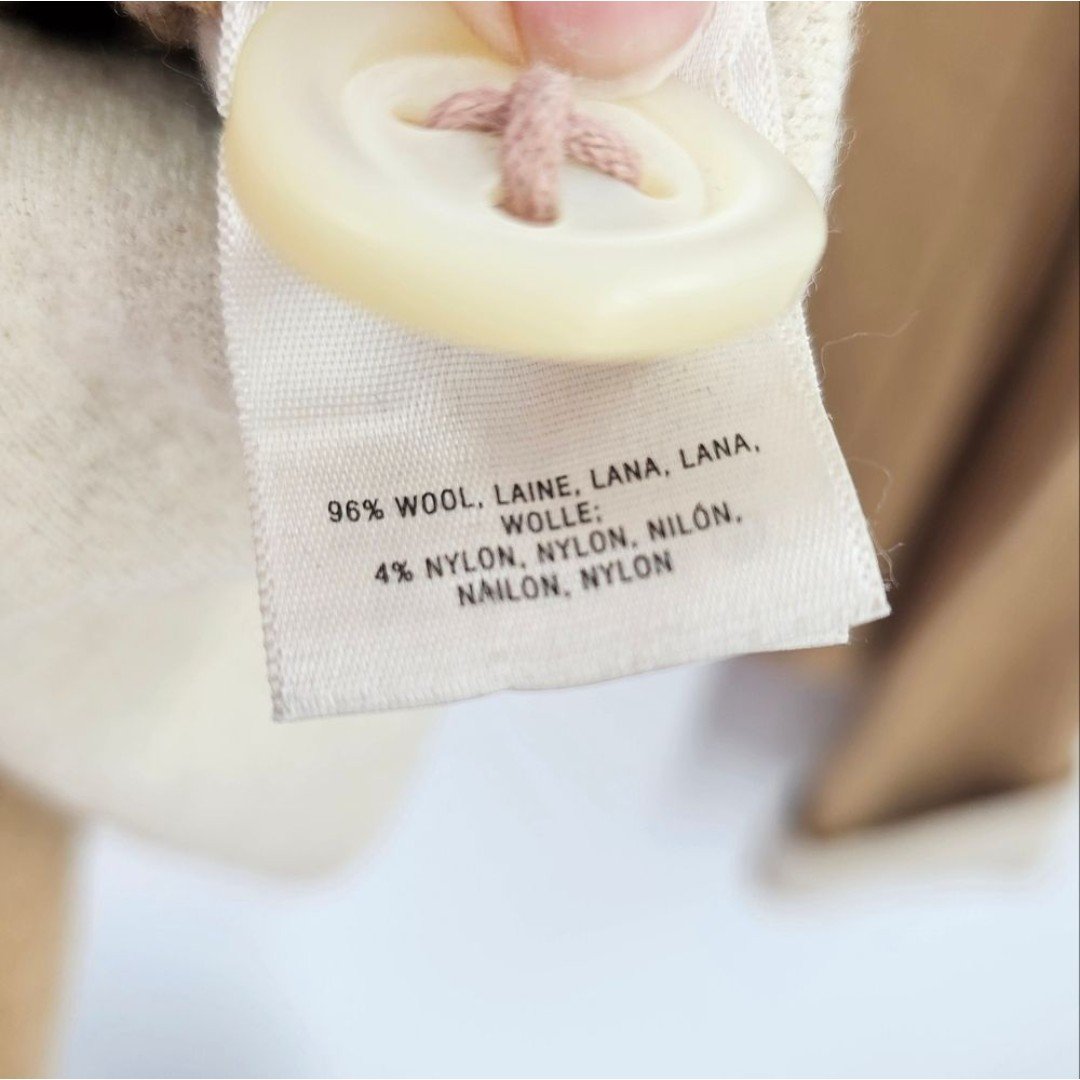 96% WOOL, LAINE, LANA, LANA,
WOLLE;
4% NYLON, NYLON, NILÓN,
NAILON, NYLON